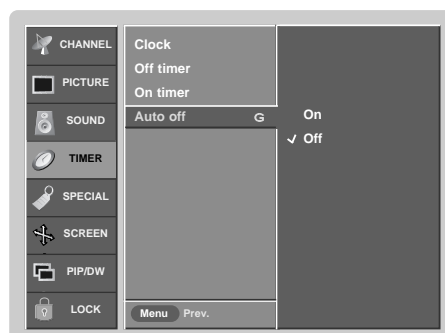 CHANNEL
PICTURE
SOUND
TIMER
SPECIAL
SCREEN
PIP/DW
LOCK
Clock
Off timer
On timer
Auto off G
On
✓ Off
Menu Prev.